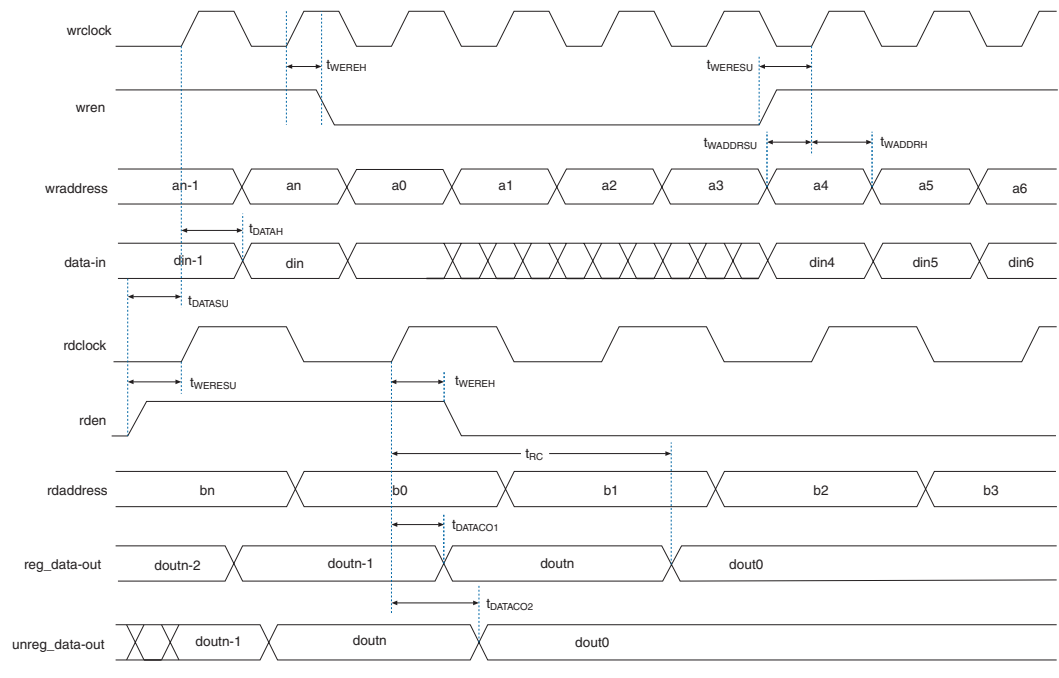 wrclock
tWEREH
tWERESU
wren
tWADDRSU
tWADDRH
wraddress an-1 an a0 a1 a2 a3 a4 a5 a6
tDATAH
data-in din-1 din din4 din5 din6
tDATASU
rdclock
tWERESU tWEREH
rden
tRC
rdaddress bn b0 b1 b2 b3
tDATACO1
reg_data-out doutn-2 doutn-1 doutn dout0
tDATACO2
unreg_data-out doutn-1 doutn dout0